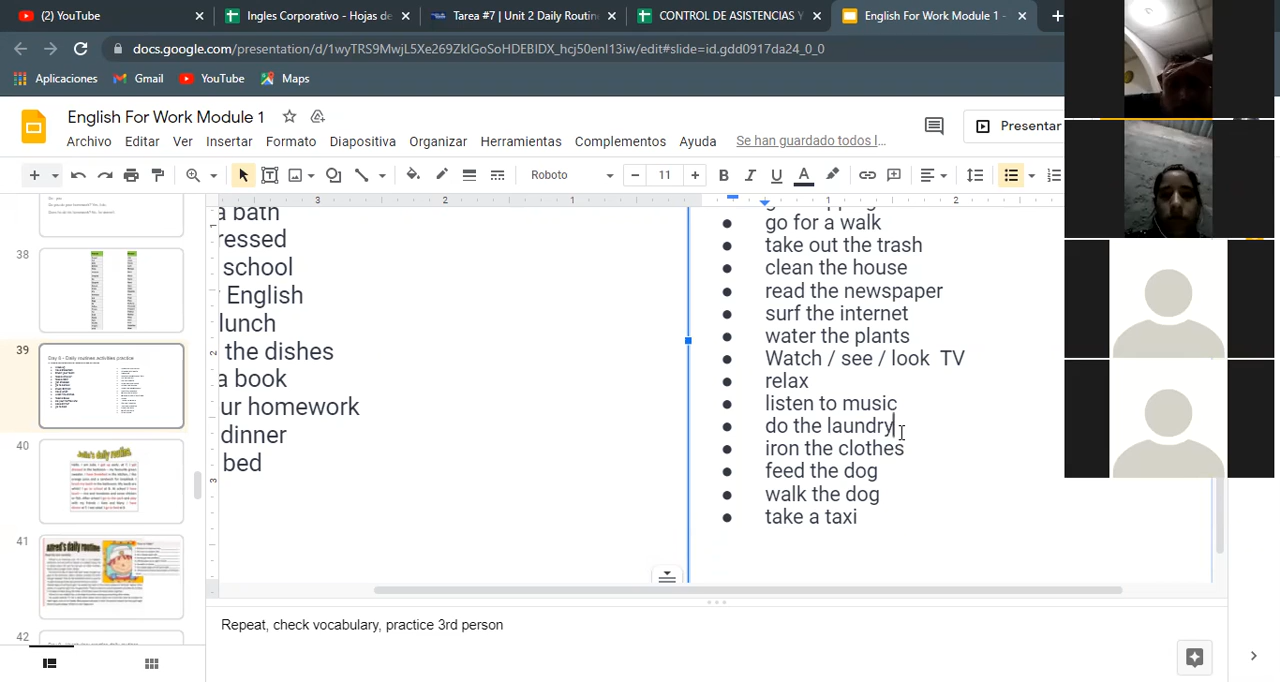 (2) YouTube
Ingles Corporativo - Hojas de
Tarea #7 | Unit 2 Daily Routin
CONTROL DE ASISTENCIAS Y
English For Work Module 1 -
docs.google.com/presentation/d/1wyTRS9MwjL5Xe269ZklGoSoHDEBIDX_hcj50enl13iw/edit#slide=id.gdd0917da24_0_0
Aplicaciones
Gmail
YouTube
Maps
English For Work Module 1
Archivo Editar Ver Insertar Formato Diapositiva Organizar Herramientas Complementos Ayuda Se han guardado todos l...
Presentar
Roboto
11
3 2 1 1 2
a bath
ressed
school
English
lunch
the dishes
a book
ur homework
dinner
bed
go for a walk
take out the trash
clean the house
read the newspaper
surf the internet
water the plants
Watch / see / look TV
relax
listen to music
do the laundry
iron the clothes
feed the dog
walk the dog
take a taxi
38
39
Day 6 - Daily routines activities practice
40
Julia's daily routine
41
Alfred's daily routine
42
Repeat, check vocabulary, practice 3rd person